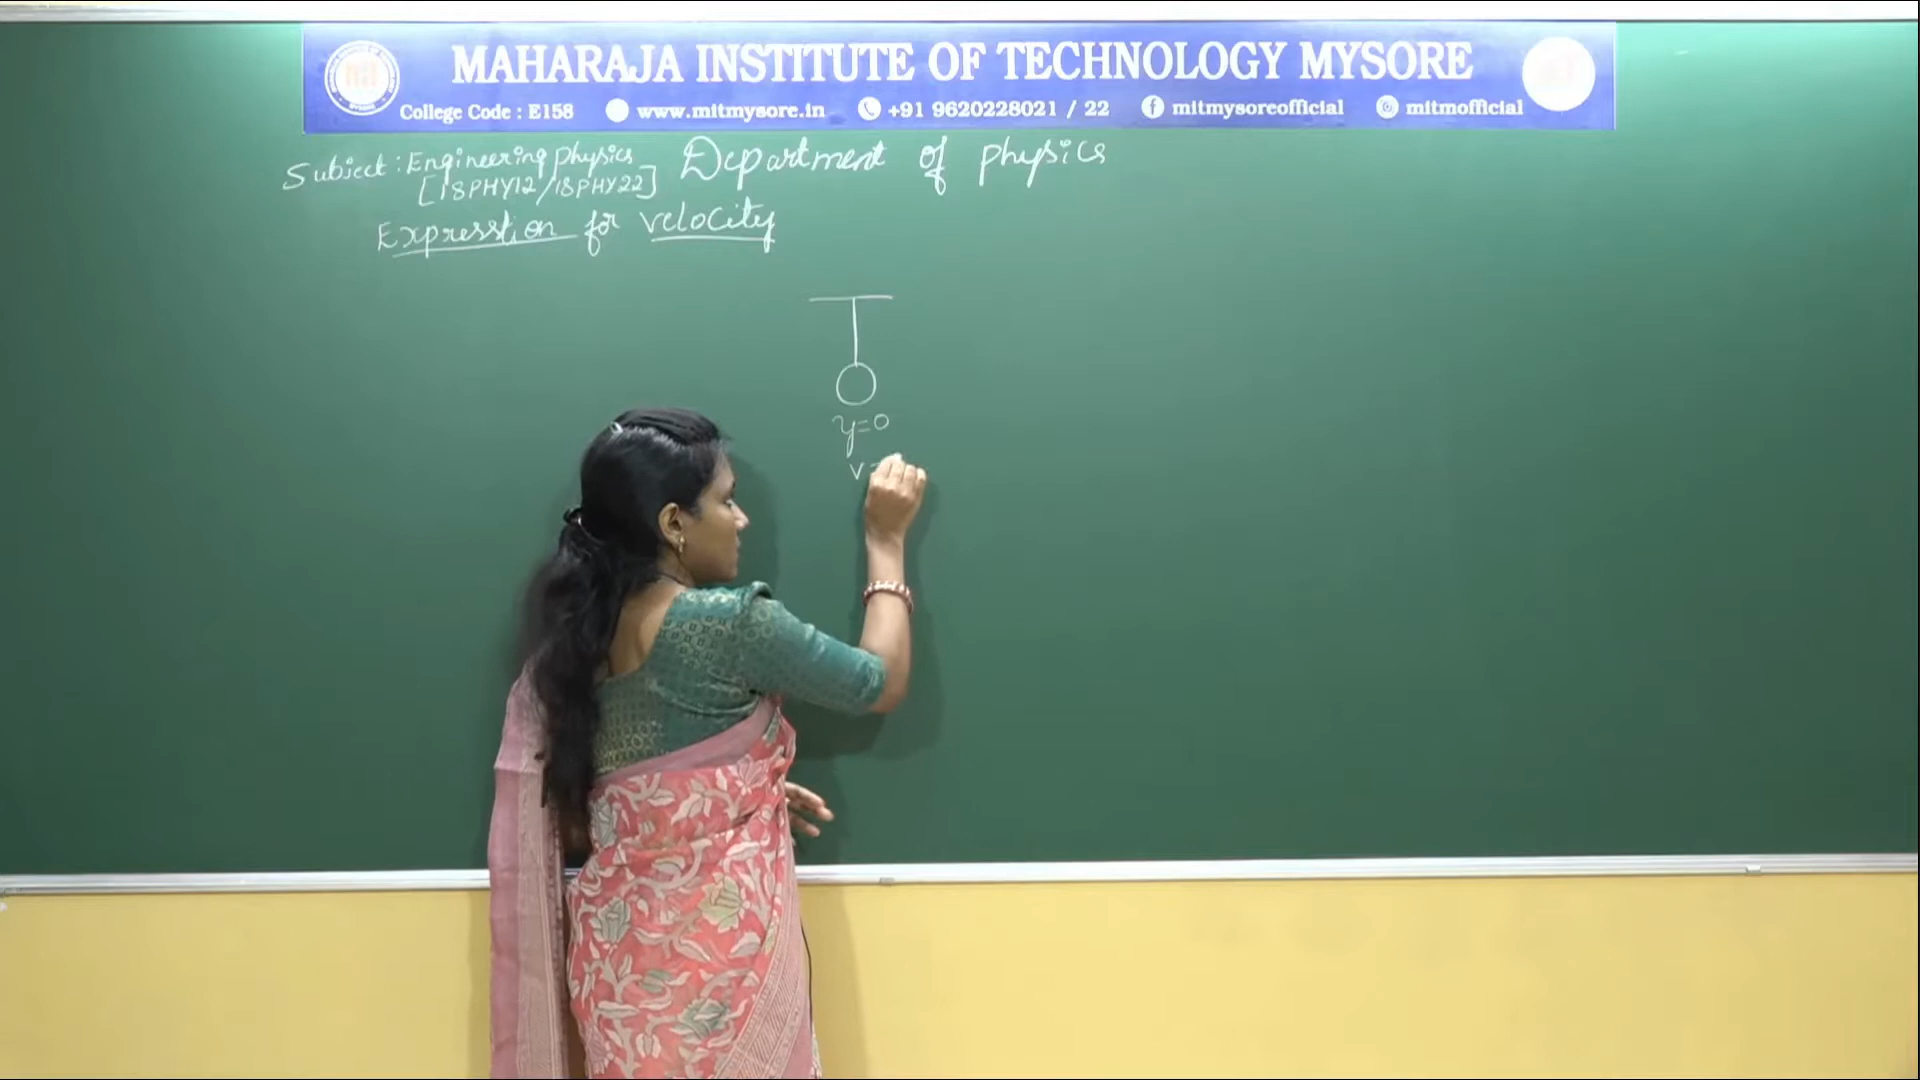 MAHARAJA INSTITUTE OF TECHNOLOGY MYSORE
College Code : E158 www.mitmysore.in +91 9620228021 / 22 mitmysoreofficial mitmofficial
Subject: Engineering physics Department of physics
[18PHY12/18PHY22]
Expresstion for velocity
y=0
v=